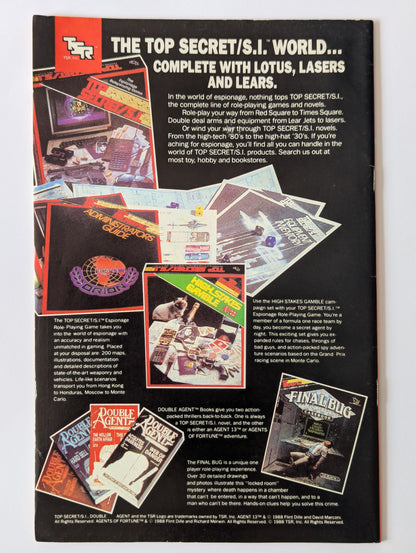 TSR
THE TOP SECRET/S.I.™ WORLD...
COMPLETE WITH LOTUS, LASERS
AND LEARS.
In the world of espionage, nothing tops TOP SECRET/S.I.,
the complete line of role-playing games and novels.
Role-play your way from Red Square to Times Square.
Double deal arms and equipment from Lear Jets to lasers.
Or wind your way through TOP SECRET/S.I. novels.
From the high-tech '80's to the high-hat '30's. If you're
aching for espionage, you'll find all you can handle in the
world of TOP SECRET/S.I. products. Search us out at
most toy, hobby and bookstores.
ADMINISTRATORS
GUIDE
ORION
EQUIPMENT
INVENTORY
TOP SECRET/S.I.
HIGH STAKES
GAMBLE
The TOP SECRET/S.I.™ Espionage
Role-Playing Game takes you
into the world of espionage with
an accuracy and realism
unmatched in gaming. Placed
at your disposal are: 200 maps,
illustrations, documentation
and detailed descriptions of
state-of-the-art weaponry and
vehicles. Life-like scenarios
transport you from Hong Kong
to Honduras, Moscow to Monte
Carlo.
Use the HIGH STAKES GAMBLE cam-
paign set with your TOP SECRET/S.I.™
Espionage Role-Playing Game. You're a
member of a formula one race team by
day, you become a secret agent by
night. This exciting set gives you ex-
panded rules for chases, throngs of
bad guys, and action-packed spy adven-
ture scenarios based on the Grand Prix
racing scene in Monte Carlo.
DOUBLE AGENT™ Books give you two action-
packed thrillers back-to-back. One is always
a TOP SECRET/S.I. novel, and the other
is either an AGENT 13™ or AGENTS
OF FORTUNE™ adventure.
DOUBLE
AGENT
THE HOLLOW
EARTH AFFAIR
DOUBLE
AGENT
DOUBLE
AGENT
DOUBLE
AGENT
FINAL BUG
The FINAL BUG is a unique one
player role-playing experience.
Over 30 detailed drawings
and photos illustrate this "locked room"
mystery where death happens in a chamber
that can't be entered, in a way that can't happen, and to a
man who can't be there. Hands-on clues help you solve this crime.
TOP SECRET/S.I., DOUBLE AGENT and the TSR Logo are trademarks owned by TSR, Inc. AGENT 13™ & © 1988 Flint Dille and David Marconi.
All Rights Reserved. AGENTS OF FORTUNE™ & © 1988 Flint Dille and Richard Merwin. All Rights Reserved. © 1988 TSR, Inc. All Rights Reserved.